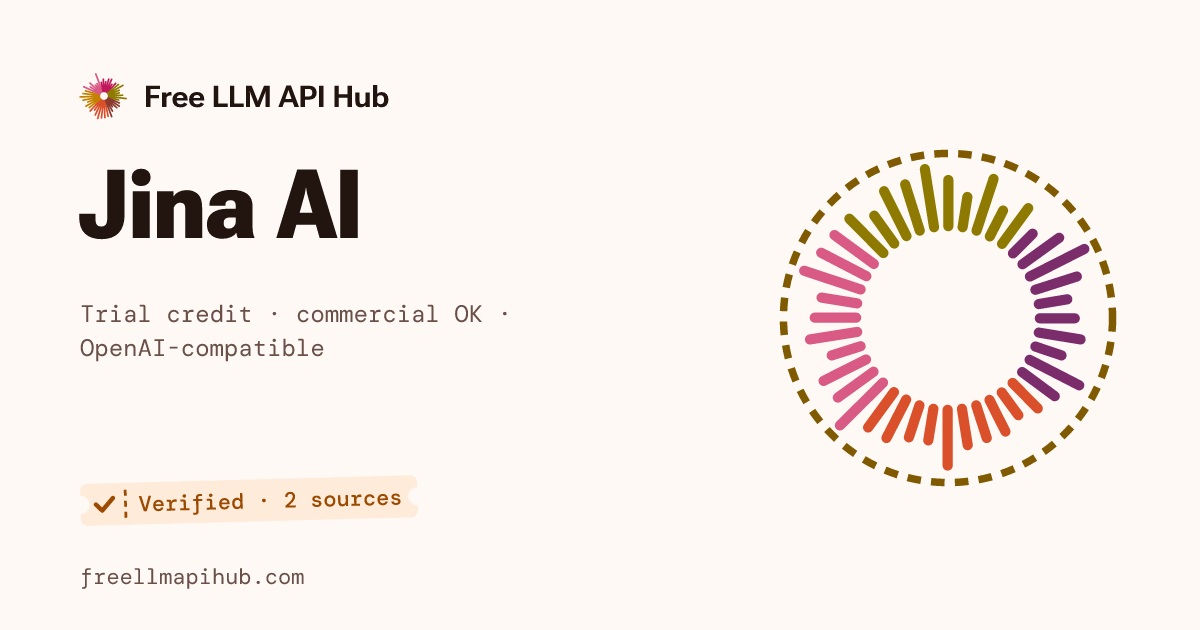 Free LLM API Hub
Jina AI
Trial credit · commercial OK ·
OpenAI-compatible
Verified · 2 sources
freellmapihub.com